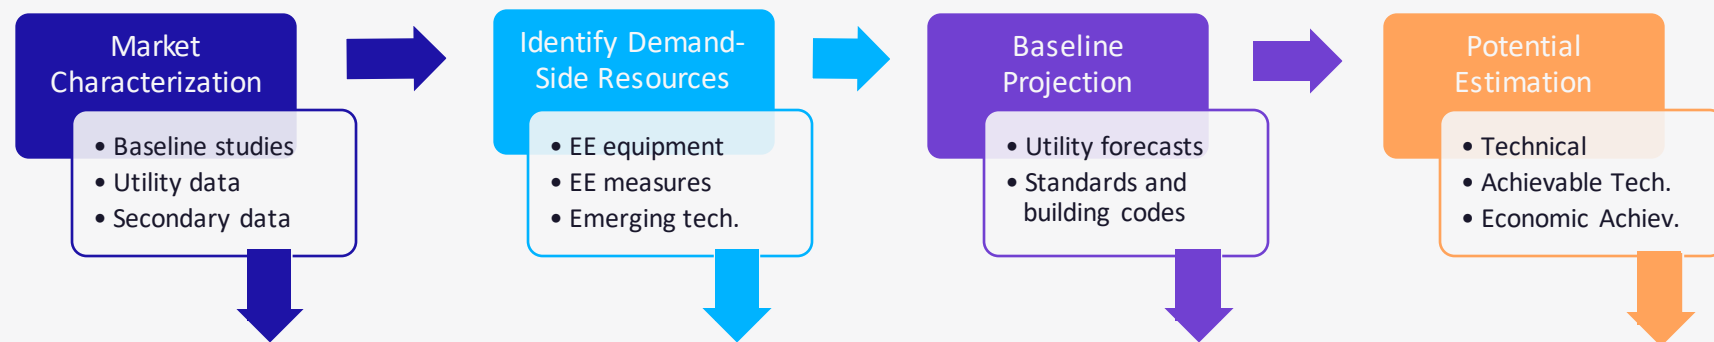 Market
Characterization
• Baseline studies
• Utility data
• Secondary data
Identify Demand-
Side Resources
• EE equipment
• EE measures
• Emerging tech.
Baseline
Projection
• Utility forecasts
• Standards and
building codes
Potential
Estimation
• Technical
• Achievable Tech.
• Economic Achiev.